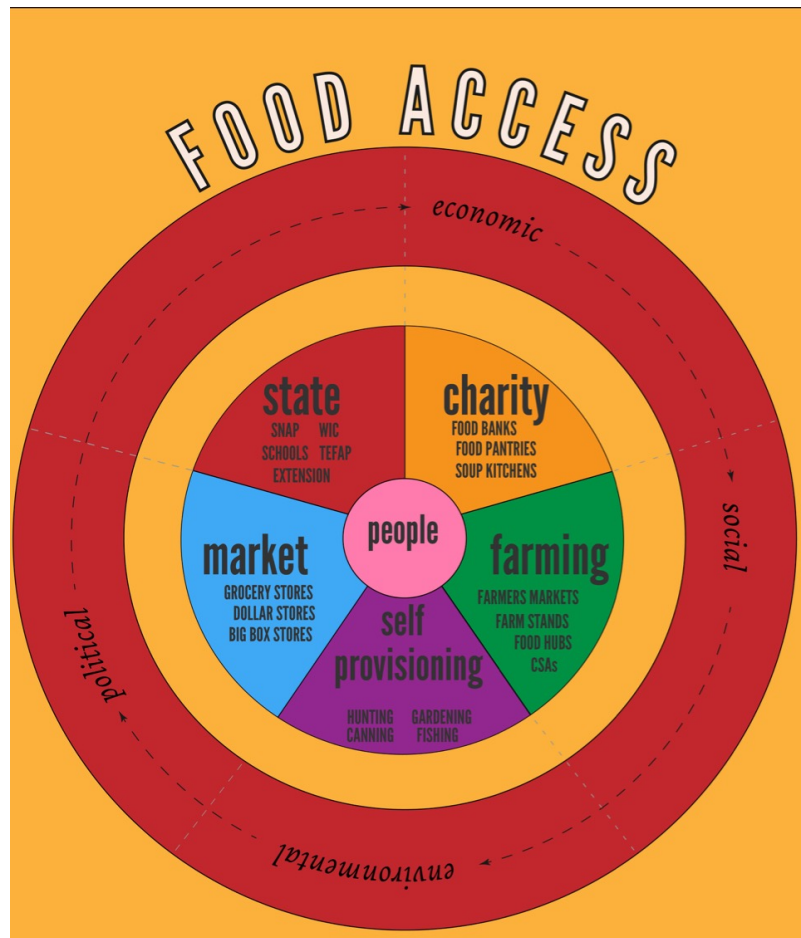 FOOD ACCESS
economic
social
environmental
political
state
SNAP WIC
SCHOOLS TEFAP
EXTENSION
charity
FOOD BANKS
FOOD PANTRIES
SOUP KITCHENS
people
market
GROCERY STORES
DOLLAR STORES
BIG BOX STORES
farming
FARMERS MARKETS
FARM STANDS
FOOD HUBS
CSAs
self
provisioning
HUNTING GARDENING
CANNING FISHING